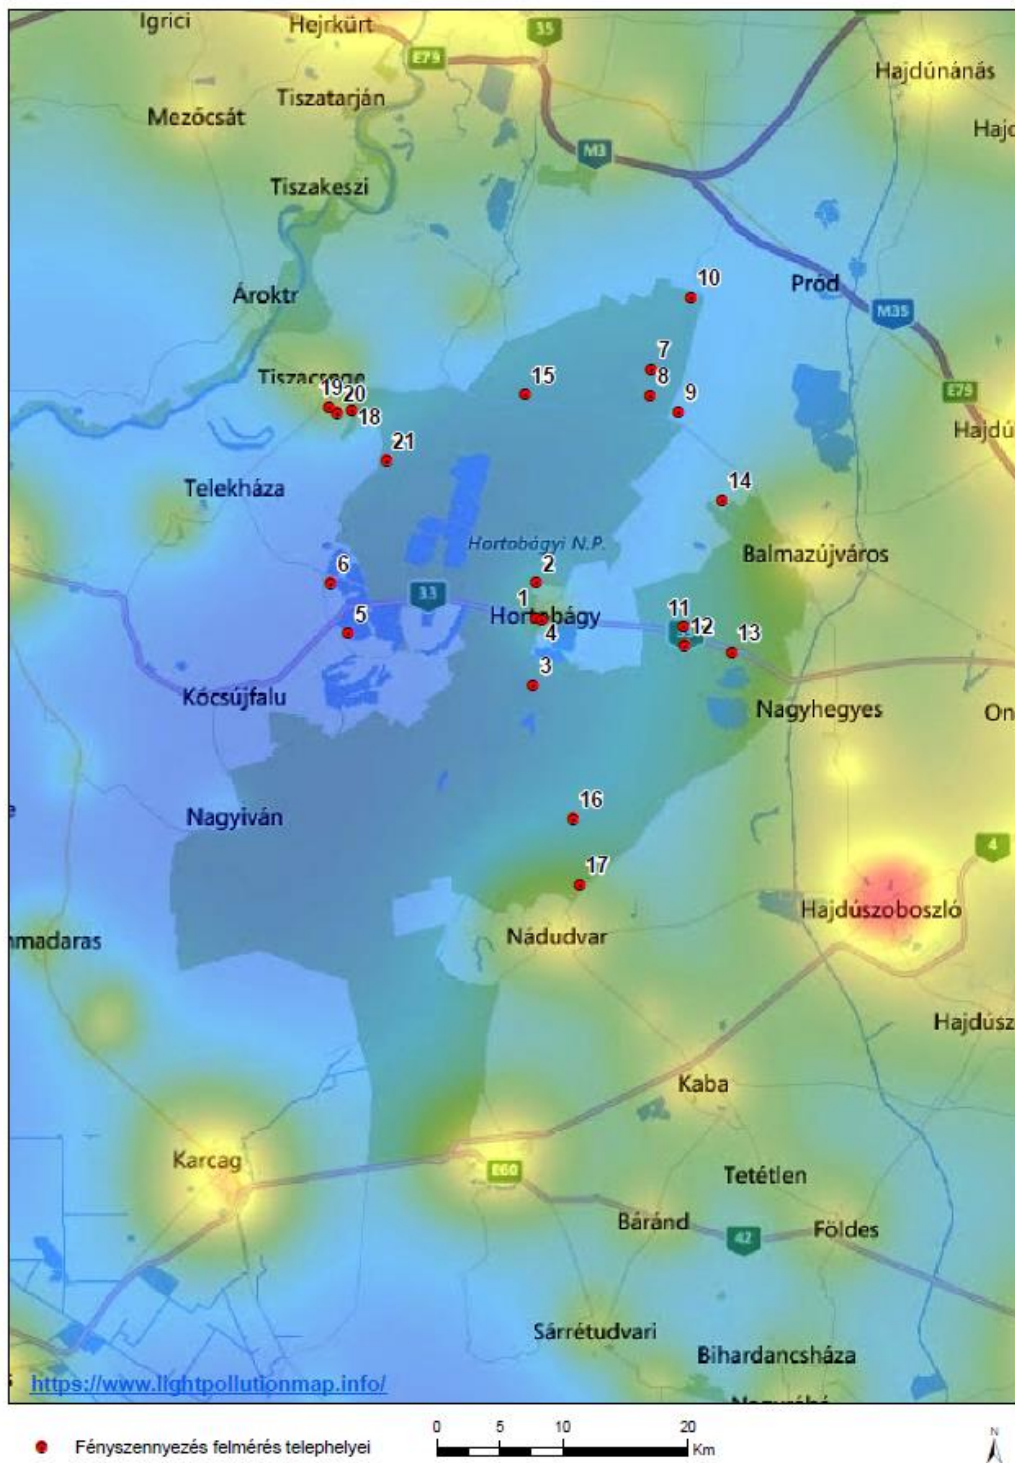 Igrici
Hejrkürt
35
E79
Hajdúnánás
Tiszatarján
Mezőcsát
Hajd
M3
Tiszakeszi
10
Pród
Ároktr
M35
7
Tiszacsege
15
8
19
20
9
E79
18
Hajdú
21
14
Telekháza
Hortobágyi N.P.
Balmazújváros
6
2
33
1
Hortobágy
11
5
4
12
13
3
Kócsújfalu
Nagyhegyes
On
e
Nagyiván
16
4
17
Hajdúszoboszló
Nádudvar
nmadaras
Hajdúsz
Kaba
Karcag
E60
Tetétlen
Báránd
Földes
42
Sárrétudvari
Bihardancsháza
https://www.lightpollutionmap.info/
Fényszennyezés felmérés telephelyei
0 5 10 20
Km
N